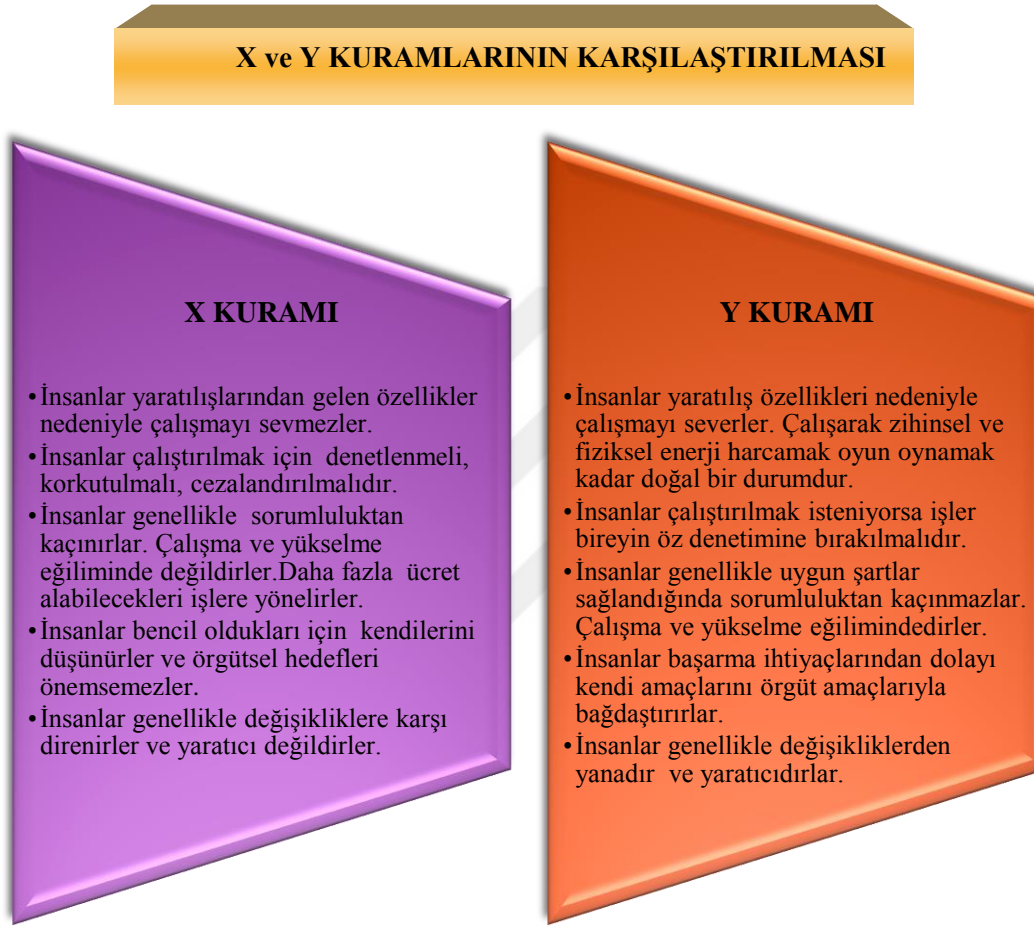 X ve Y KURAMLARININ KARŞILAŞTIRILMASI
X KURAMI
•İnsanlar yaratılışlarından gelen özellikler
nedeniyle çalışmayı sevmezler.
•İnsanlar çalıştırılmak için denetlenmeli,
korkutulmalı, cezalandırılmalıdır.
•İnsanlar genellikle sorumluluktan
kaçınırlar. Çalışma ve yükselme
eğiliminde değildirler.Daha fazla ücret
alabilecekleri işlere yönelirler.
•İnsanlar bencil oldukları için kendilerini
düşünürler ve örgütsel hedefleri
önemsemezler.
•İnsanlar genellikle değişikliklere karşı
direnirler ve yaratıcı değildirler.
Y KURAMI
•İnsanlar yaratılış özellikleri nedeniyle
çalışmayı severler. Çalışarak zihinsel ve
fiziksel enerji harcamak oyun oynamak
kadar doğal bir durumdur.
•İnsanlar çalıştırılmak isteniyorsa işler
bireyin öz denetimine bırakılmalıdır.
•İnsanlar genellikle uygun şartlar
sağlandığında sorumluluktan kaçınmazlar.
Çalışma ve yükselme eğilimindedirler.
•İnsanlar başarma ihtiyaçlarından dolayı
kendi amaçlarını örgüt amaçlarıyla
bağdaştırırlar.
•İnsanlar genellikle değişikliklerden
yanadır ve yaratıcıdırlar.